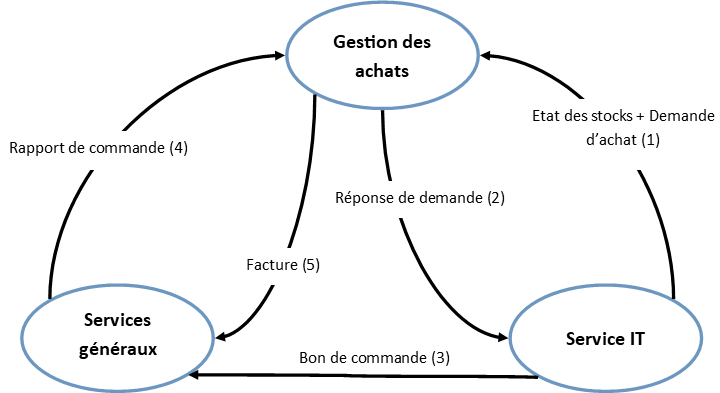 Gestion des
achats
Etat des stocks + Demande
d’achat (1)
Rapport de commande (4)
Réponse de demande (2)
Facture (5)
Services
généraux
Service IT
Bon de commande (3)